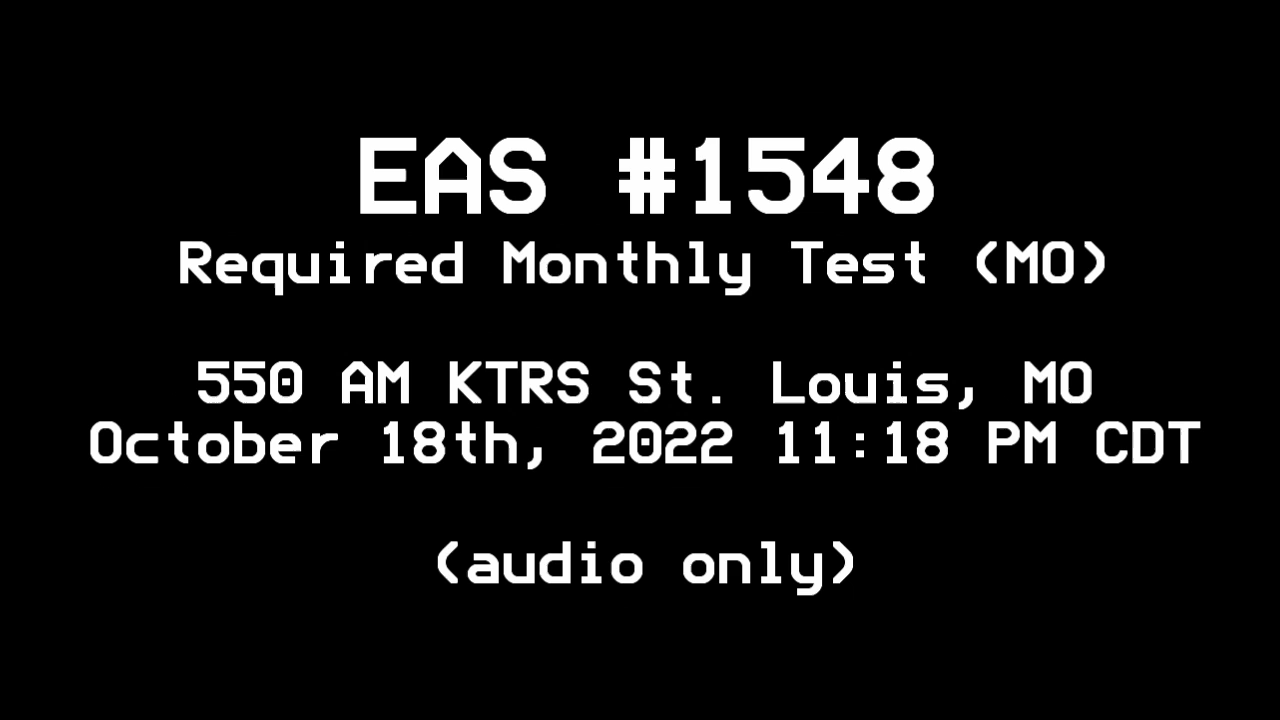 EAS #1548
Required Monthly Test (MO)
550 AM KTRS St. Louis, MO
October 18th, 2022 11:18 PM CDT
(audio only)